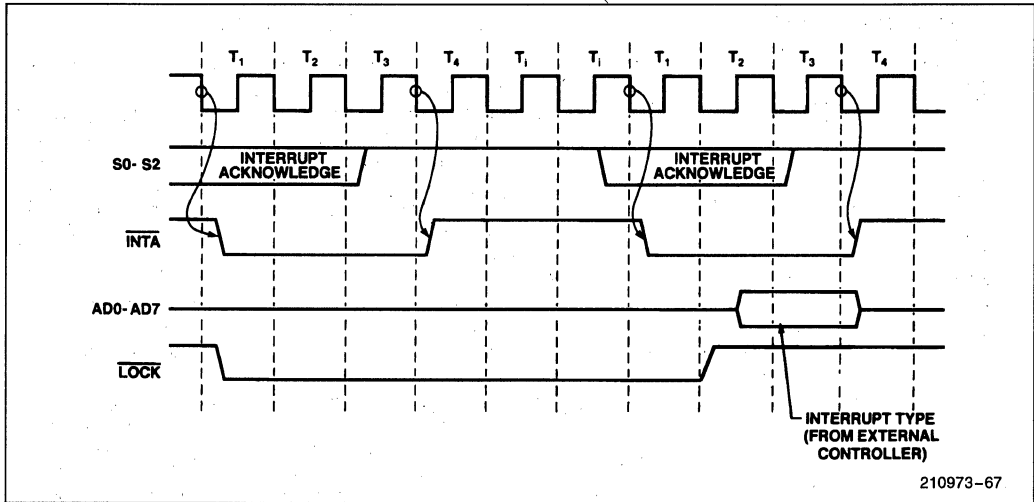 T1 T2 T3 T4 Ti Ti T1 T2 T3 T4
S0- S2
INTERRUPT
ACKNOWLEDGE
INTERRUPT
ACKNOWLEDGE
INTA
AD0- AD7
LOCK
INTERRUPT TYPE
(FROM EXTERNAL
CONTROLLER)
210973–67